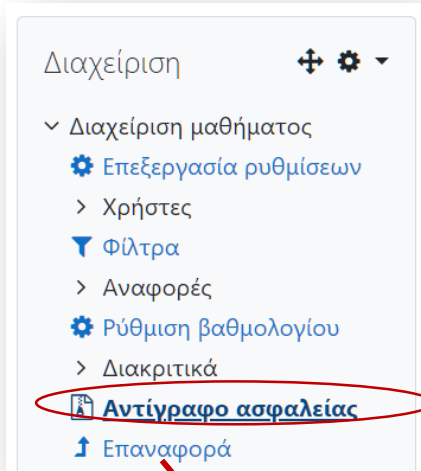 Διαχείριση
Διαχείριση μαθήματος
Επεξεργασία ρυθμίσεων
Χρήστες
Φίλτρα
Αναφορές
Ρύθμιση βαθμολογίου
Διακριτικά
Αντίγραφο ασφαλείας
Επαναφορά